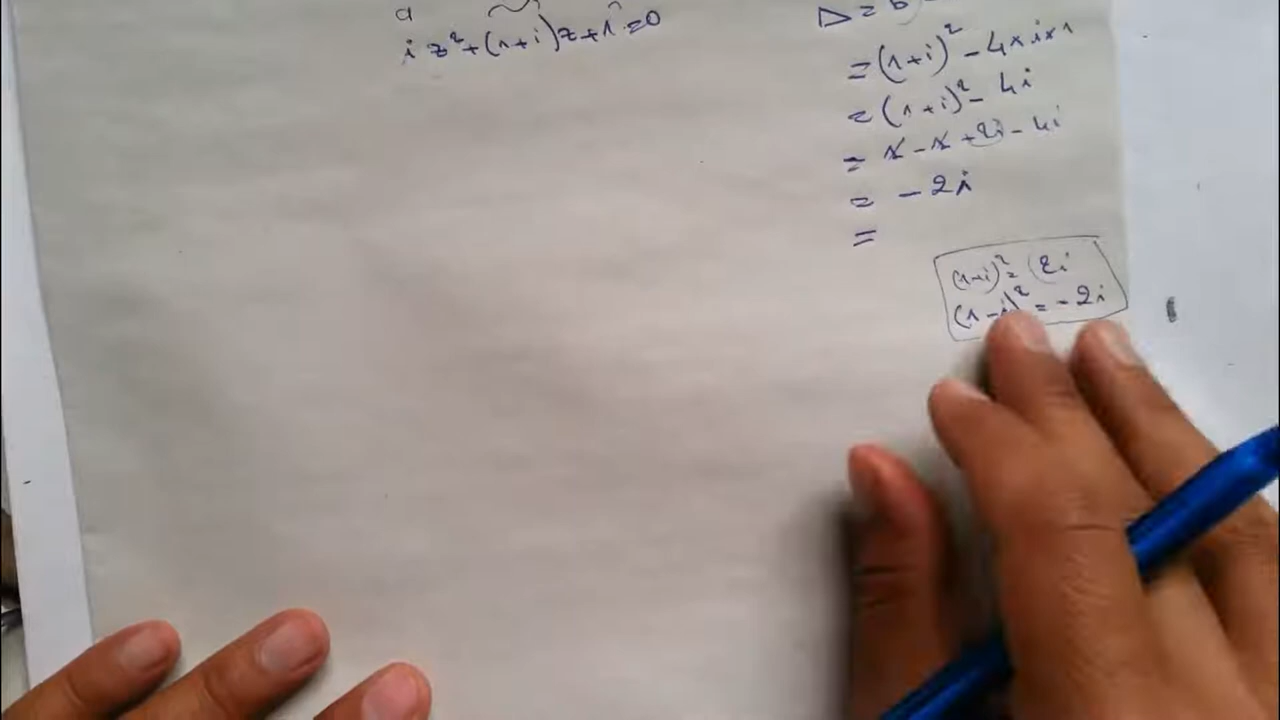 a
i z² + (1+i)z + 1 = 0
Δ = b
= (1+i)² - 4×i×1
= (1+i)² - 4i
= 1 - 1 + 2i - 4i
= - 2i
=
(1+i)² = 2i
(1-i)² = - 2i